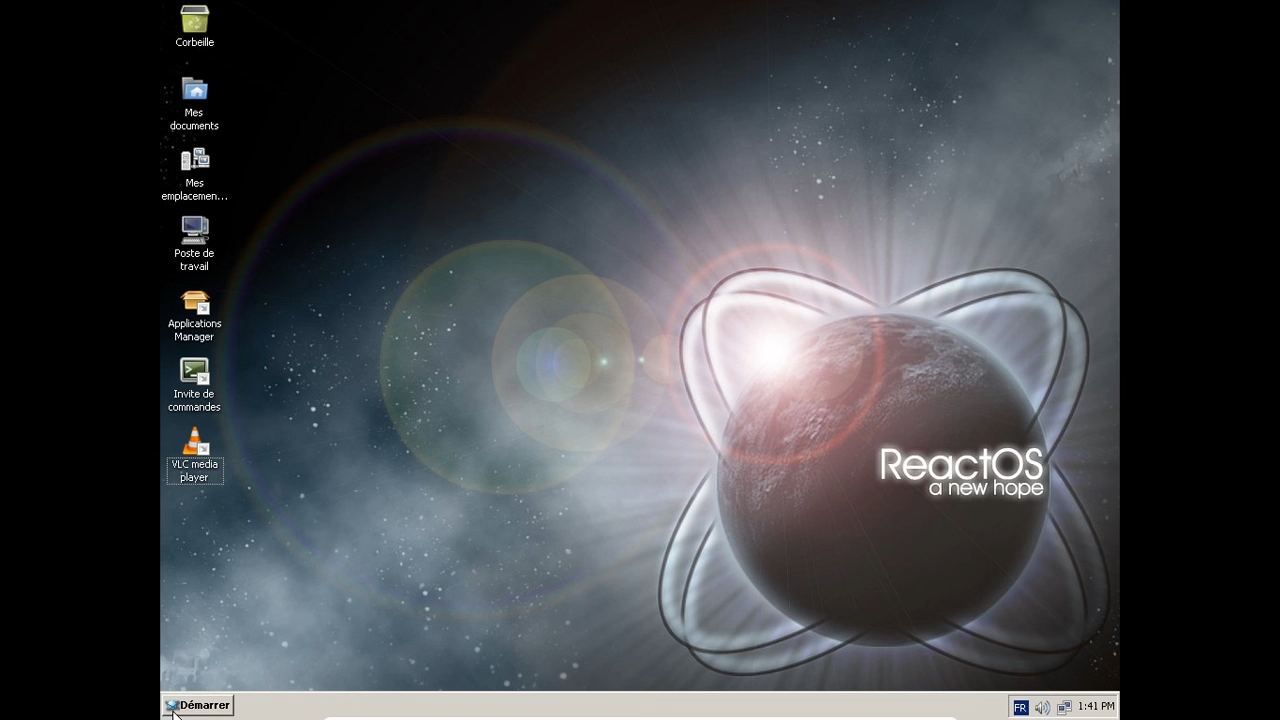 Corbeille
Mes
documents
Mes
emplacemen...
Poste de
travail
Applications
Manager
Invite de
commandes
VLC media
player
ReactOS
a new hope
Démarrer
FR
1:41 PM